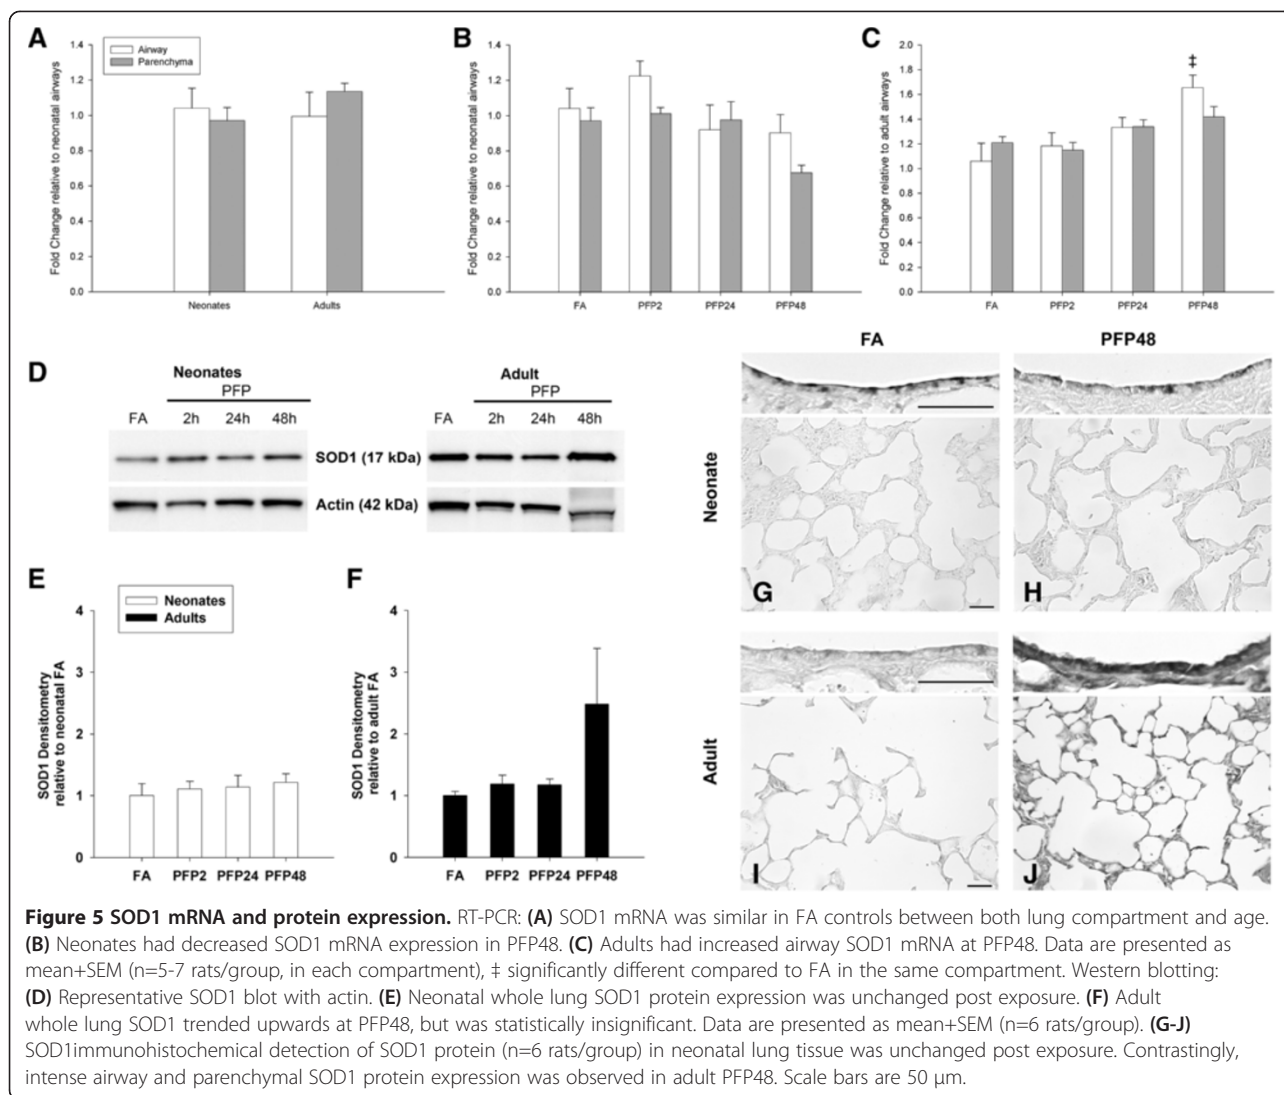 A
B
C
Fold Change relative to neonatal airways
1.4
1.2
1.0
0.8
0.6
0.4
0.2
0.0
Airway
Parenchyma
Neonates
Adults
Fold Change relative to neonatal airways
1.4
1.2
1.0
0.8
0.6
0.4
0.2
0.0
FA
PFP2
PFP24
PFP48
Fold Change relative to adult airways
2.0
1.8
1.6
1.4
1.2
1.0
0.8
0.6
0.4
0.2
0.0
‡
FA
PFP2
PFP24
PFP48
D
Neonates
PFP
FA 2h 24h 48h
Adult
PFP
FA 2h 24h 48h
SOD1 (17 kDa)
Actin (42 kDa)
E
SOD1 Densitometry
relative to neonatal FA
4
3
2
1
0
Neonates
Adults
FA PFP2 PFP24 PFP48
F
SOD1 Densitometry
relative to adult FA
4
3
2
1
0
FA PFP2 PFP24 PFP48
FA
PFP48
Neonate
G
H
Adult
I
J
Figure 5 SOD1 mRNA and protein expression. RT-PCR: (A) SOD1 mRNA was similar in FA controls between both lung compartment and age.
(B) Neonates had decreased SOD1 mRNA expression in PFP48. (C) Adults had increased airway SOD1 mRNA at PFP48. Data are presented as
mean+SEM (n=5-7 rats/group, in each compartment), ‡ significantly different compared to FA in the same compartment. Western blotting:
(D) Representative SOD1 blot with actin. (E) Neonatal whole lung SOD1 protein expression was unchanged post exposure. (F) Adult
whole lung SOD1 trended upwards at PFP48, but was statistically insignificant. Data are presented as mean+SEM (n=6 rats/group). (G-J)
SOD1immunohistochemical detection of SOD1 protein (n=6 rats/group) in neonatal lung tissue was unchanged post exposure. Contrastingly,
intense airway and parenchymal SOD1 protein expression was observed in adult PFP48. Scale bars are 50 μm.